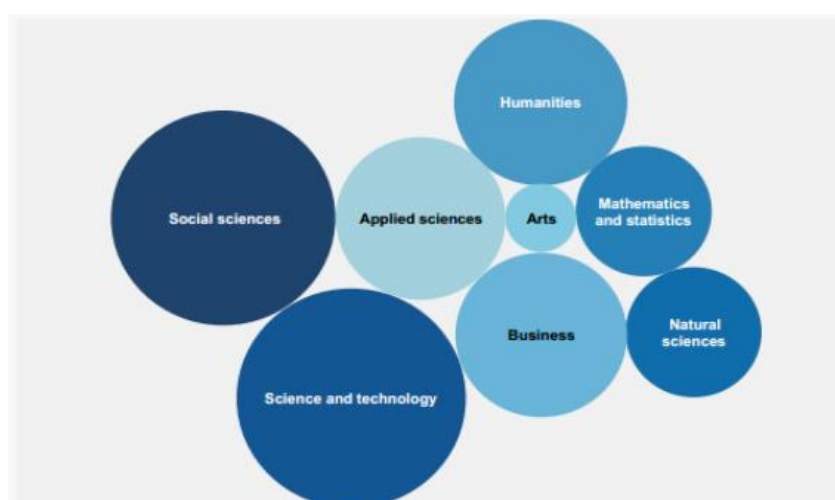 Humanities
Social sciences
Applied sciences
Arts
Mathematics
and statistics
Business
Natural
sciences
Science and technology